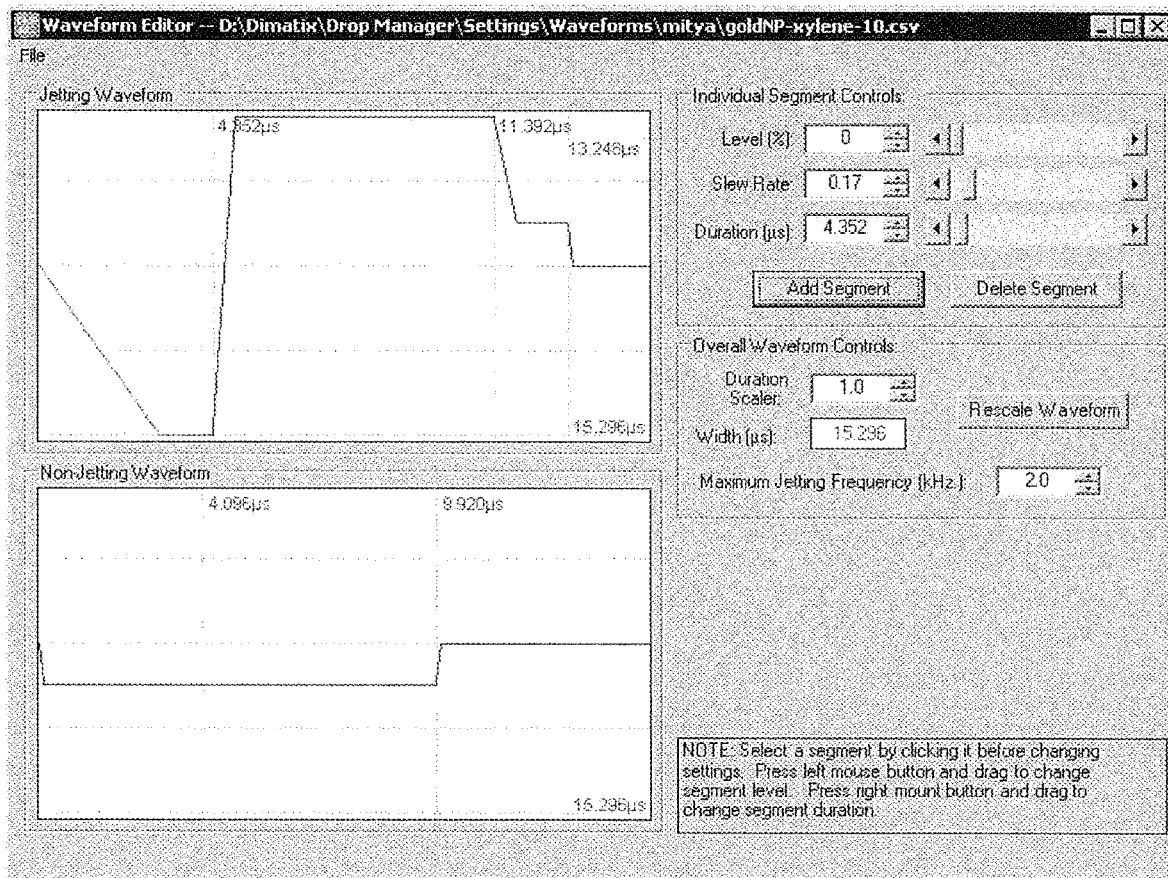 Waveform Editor -- D:\Dimatix\Drop Manager\Settings\Waveforms\mitya\goldNP-xylene-10.csv
File
Jetting Waveform
4.352µs
11.392µs
13.248µs
15.296µs
Individual Segment Controls:
Level (%): 0
Slew Rate: 0.17
Duration (µs): 4.352
Add Segment
Delete Segment
Overall Waveform Controls:
Duration
Scaler: 1.0
Rescale Waveform
Width (µs): 15.296
Maximum Jetting Frequency (kHz.): 2.0
Non-Jetting Waveform
4.096µs
9.920µs
15.296µs
NOTE: Select a segment by clicking it before changing
settings. Press left mouse button and drag to change
segment level. Press right mount button and drag to
change segment duration.